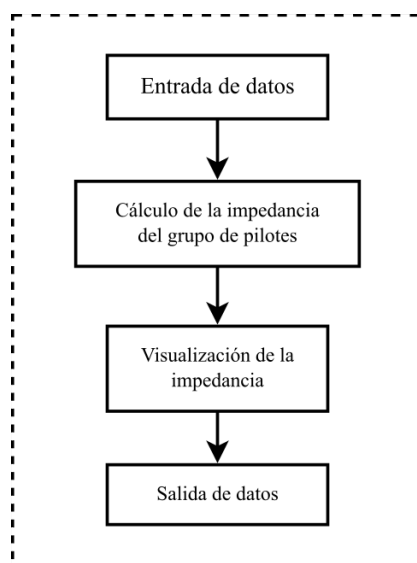 Entrada de datos
Cálculo de la impedancia
del grupo de pilotes
Visualización de la
impedancia
Salida de datos